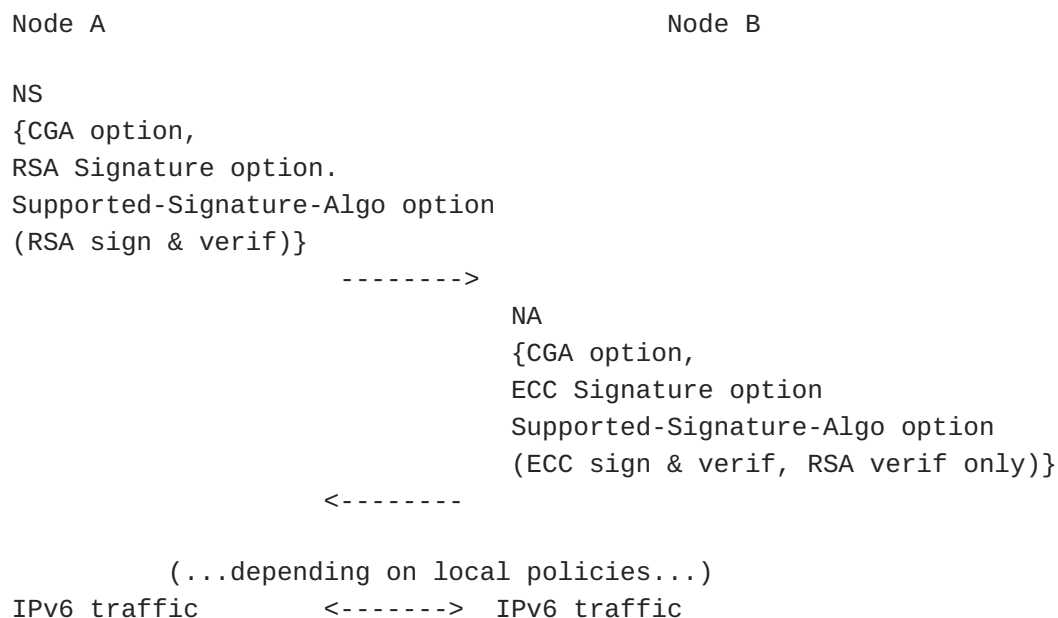 Node A                                  Node B
NS
{CGA option,
RSA Signature option.
Supported-Signature-Algo option
(RSA sign & verif)}
-------->
NA
{CGA option,
ECC Signature option
Supported-Signature-Algo option
(ECC sign & verif, RSA verif only)}
<--------
(...depending on local policies...)
IPv6 traffic       <-------> IPv6 traffic